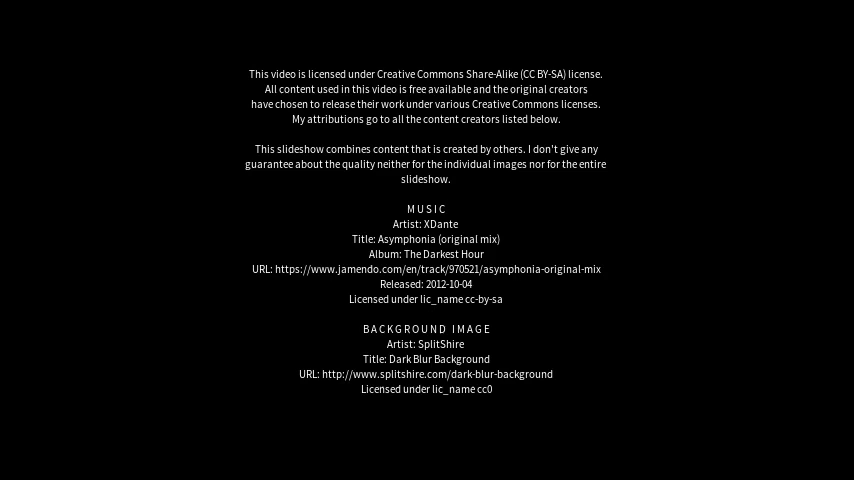 This video is licensed under Creative Commons Share-Alike (CC BY-SA) license.
All content used in this video is free available and the original creators
have chosen to release their work under various Creative Commons licenses.
My attributions go to all the content creators listed below.
This slideshow combines content that is created by others. I don't give any
guarantee about the quality neither for the individual images nor for the entire
slideshow.
MUSIC
Artist: XDante
Title: Asymphonia (original mix)
Album: The Darkest Hour
URL: https://www.jamendo.com/en/track/970521/asymphonia-original-mix
Released: 2012-10-04
Licensed under lic_name cc-by-sa
BACKGROUND IMAGE
Artist: SplitShire
Title: Dark Blur Background
URL: http://www.splitshire.com/dark-blur-background
Licensed under lic_name cc0